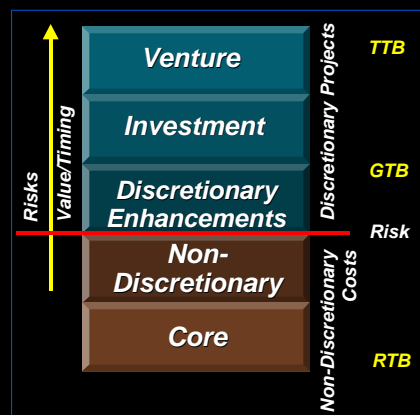 Venture
Investment
Discretionary
Enhancements
Non-
Discretionary
Core
Risks
Value/Timing
Discretionary Projects
Non-Discretionary
Costs
TTB
GTB
Risk
RTB